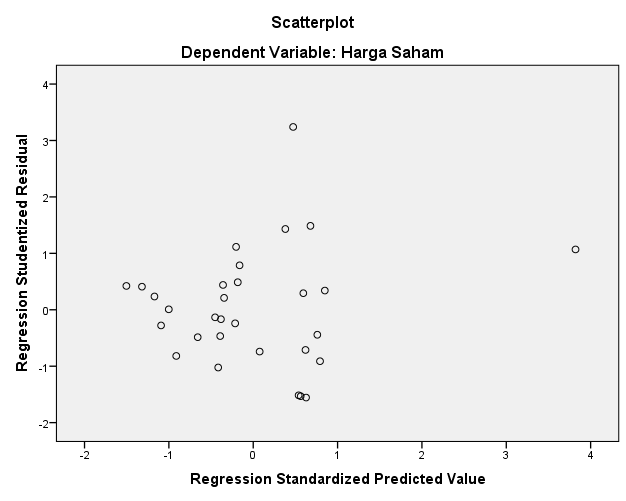 Scatterplot
Dependent Variable: Harga Saham
Regression Studentized Residual
4
3
2
1
0
-1
-2
-2 -1 0 1 2 3 4
Regression Standardized Predicted Value